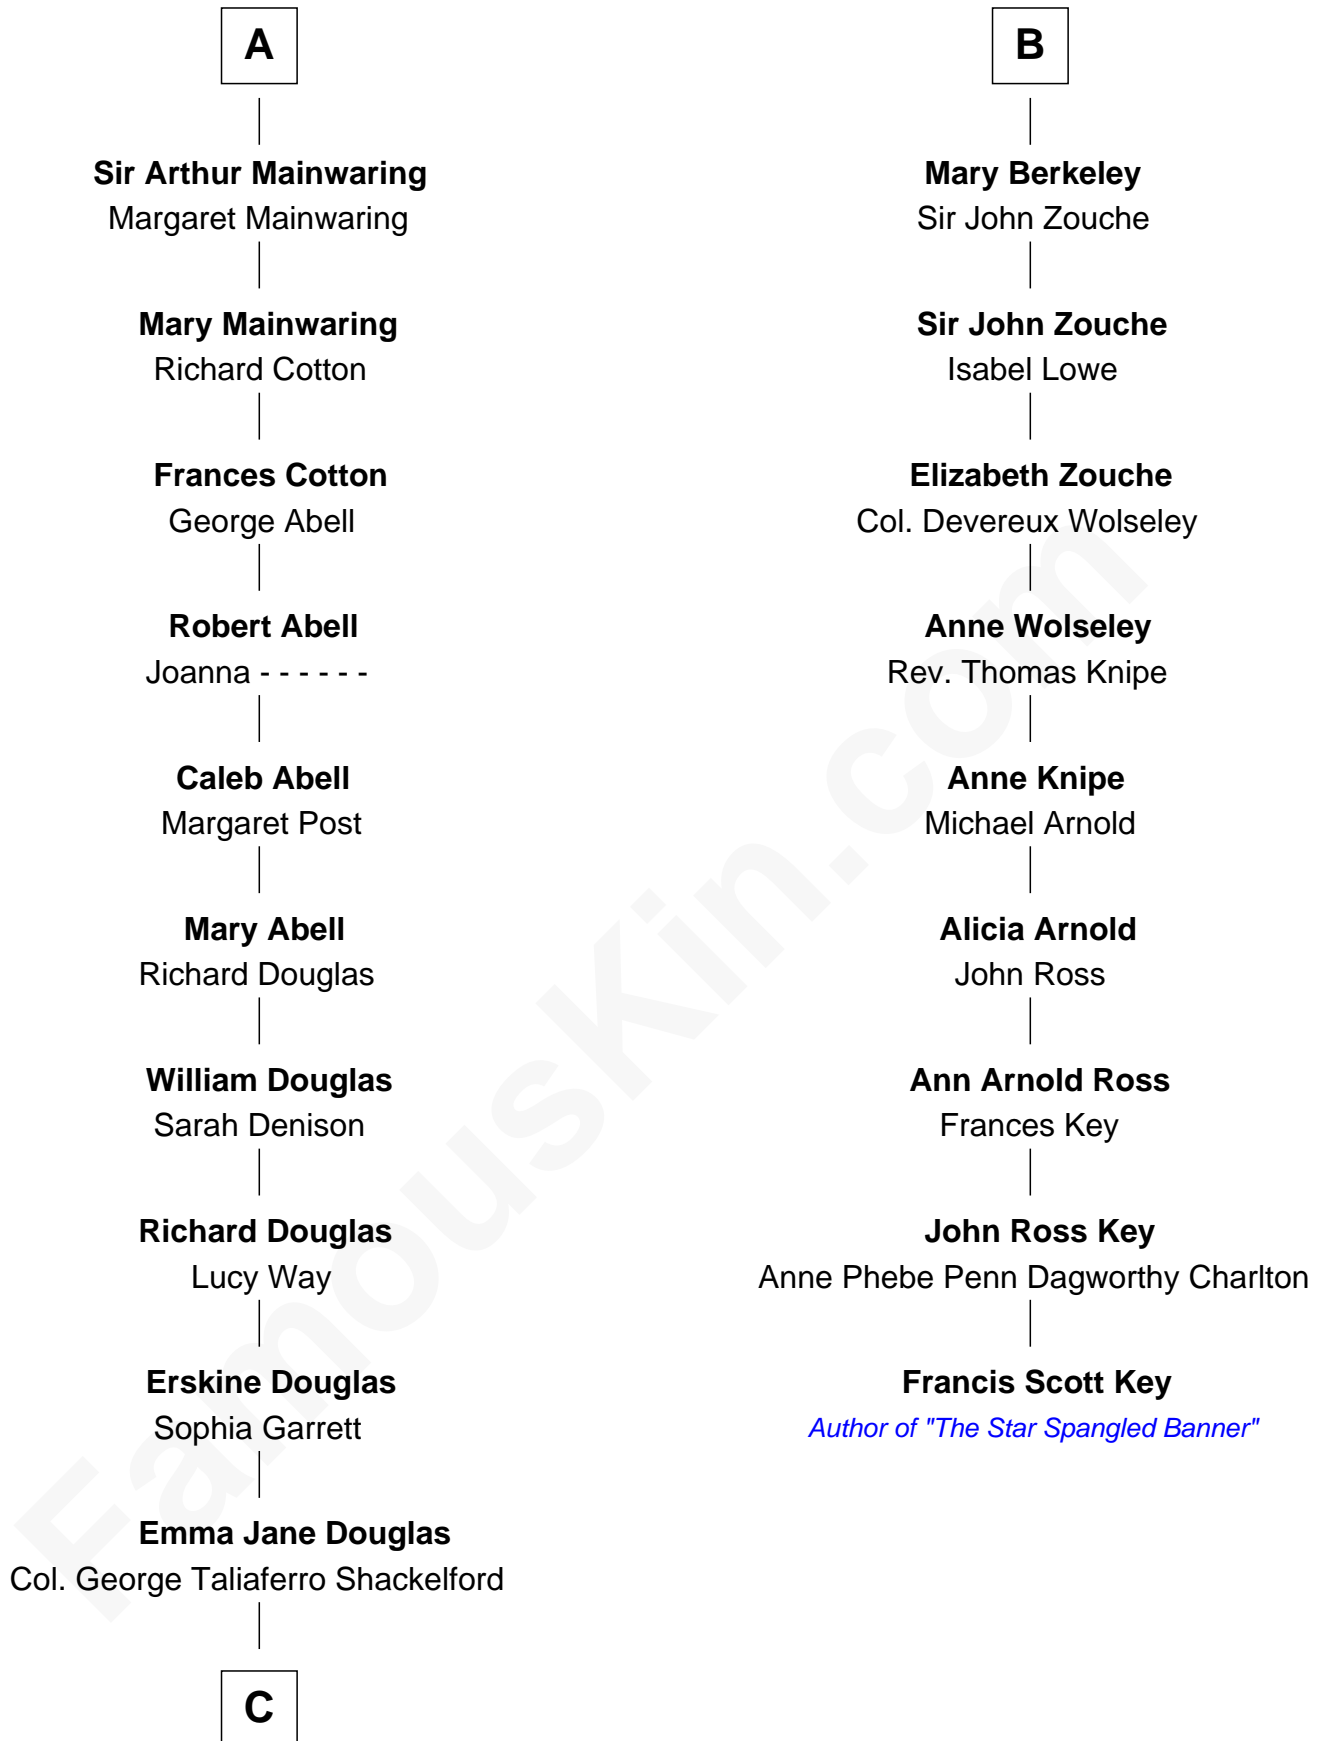 A
Sir Arthur Mainwaring
Margaret Mainwaring
Mary Mainwaring
Richard Cotton
Frances Cotton
George Abell
Robert Abell
Joanna - - - - - -
Caleb Abell
Margaret Post
Mary Abell
Richard Douglas
William Douglas
Sarah Denison
Richard Douglas
Lucy Way
Erskine Douglas
Sophia Garrett
Emma Jane Douglas
Col. George Taliaferro Shackelford
C
B
Mary Berkeley
Sir John Zouche
Sir John Zouche
Isabel Lowe
Elizabeth Zouche
Col. Devereux Wolseley
Anne Wolseley
Rev. Thomas Knipe
Anne Knipe
Michael Arnold
Alicia Arnold
John Ross
Ann Arnold Ross
Frances Key
John Ross Key
Anne Phebe Penn Dagworthy Charlton
Francis Scott Key
Author of "The Star Spangled Banner"
FamousKin.com